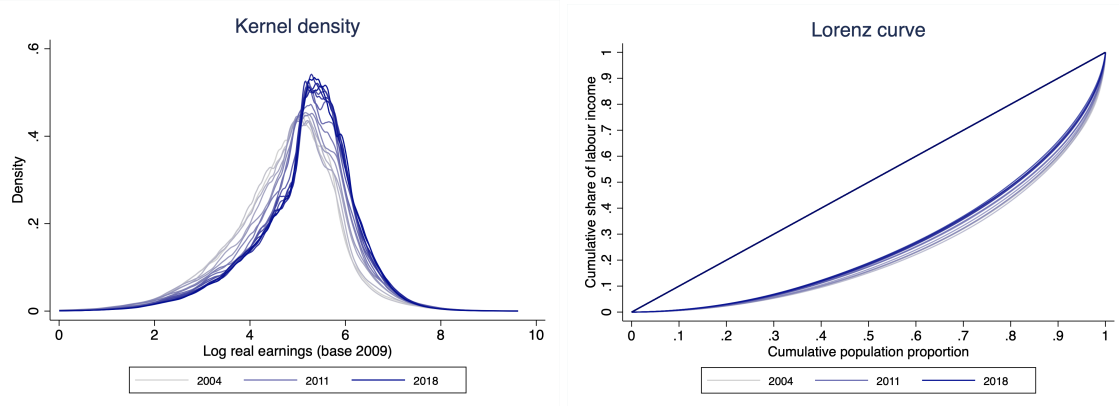 Kernel density
.6
.4
.2
0
Density
0 2 4 6 8 10
Log real earnings (base 2009)
2004 2011 2018
Lorenz curve
1
.9
.8
.7
.6
.5
.4
.3
.2
.1
0
Cumulative share of labour income
0 .1 .2 .3 .4 .5 .6 .7 .8 .9 1
Cumulative population proportion
2004 2011 2018